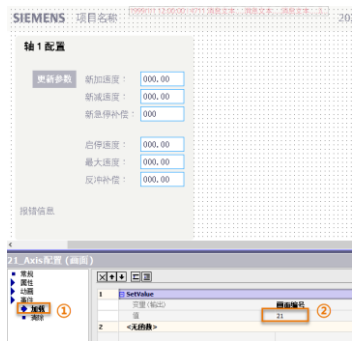 SIEMENS 项目名称 202
轴 1 配置
更新参数 新加速度： 000.00
新减速度： 000.00
新急停补偿： 000
启停速度： 000.00
最大速度： 000.00
反冲补偿： 000.00
报错信息
21_Axis配置 (画面)
常规
属性
动画
事件
加载 ①
清除
1 SetValue
变量(输出) 画面编号 ②
值 21
2 <无函数>